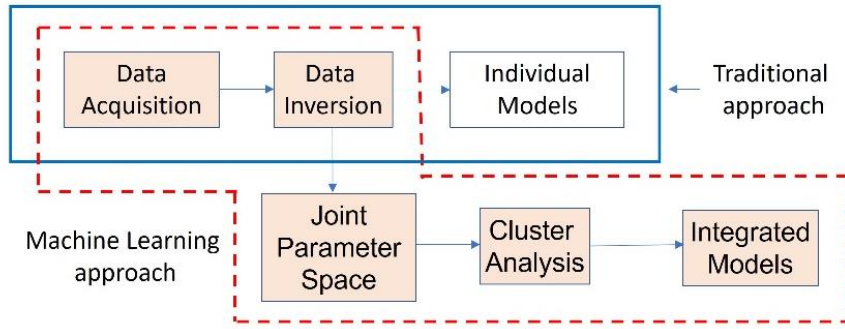 Data
Acquisition
Data
Inversion
Individual
Models
Traditional
approach
Machine Learning
approach
Joint
Parameter
Space
Cluster
Analysis
Integrated
Models